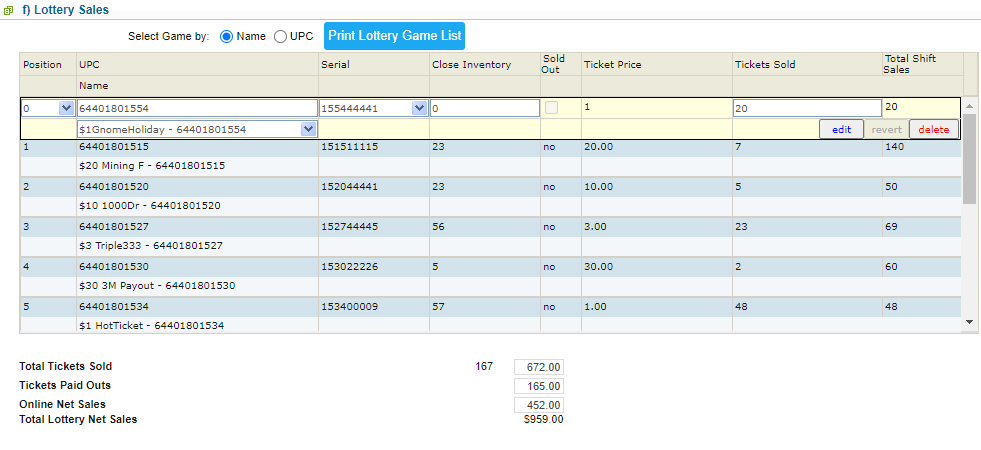 f) Lottery Sales
Select Game by: Name UPC Print Lottery Game List
Position UPC Serial Close Inventory Sold Out Ticket Price Tickets Sold Total Shift Sales
Name
0 64401801554 155444441 0 1 20 20
$1GnomeHoliday - 64401801554 edit revert delete
1 64401801515 151511115 23 no 20.00 7 140
$20 Mining F - 64401801515
2 64401801520 152044441 23 no 10.00 5 50
$10 1000Dr - 64401801520
3 64401801527 152744445 56 no 3.00 23 69
$3 Triple333 - 64401801527
4 64401801530 153022226 5 no 30.00 2 60
$30 3M Payout - 64401801530
5 64401801534 153400009 57 no 1.00 48 48
$1 HotTicket - 64401801534
Total Tickets Sold 167 672.00
Tickets Paid Outs 165.00
Online Net Sales 452.00
Total Lottery Net Sales $959.00